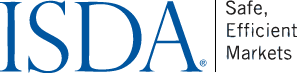 ISDA®
Safe,
Efficient
Markets